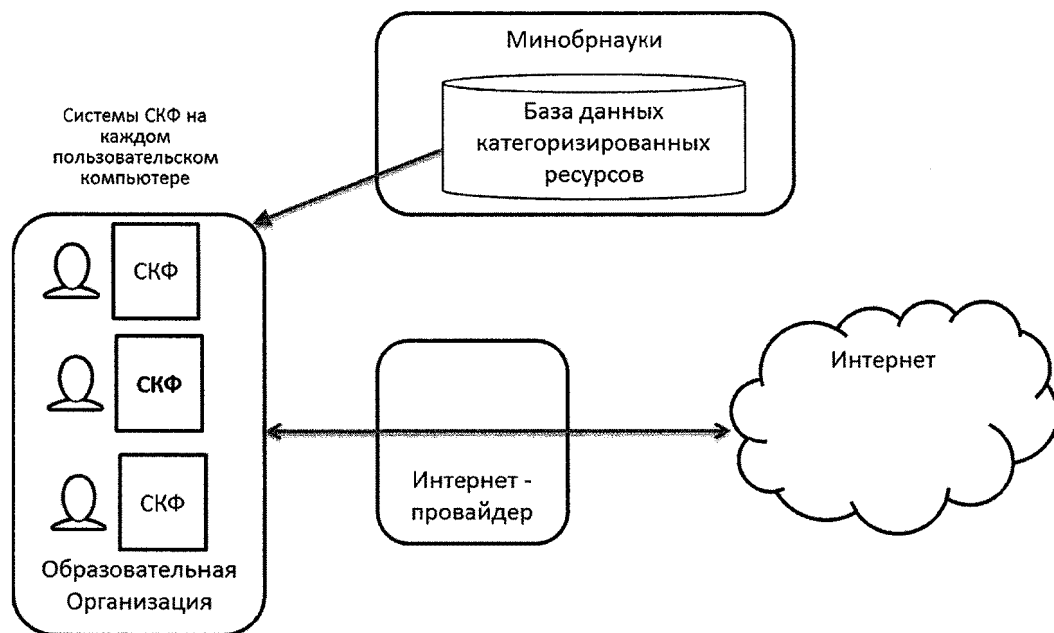 Минобрнауки
База данных
категоризированных
ресурсов
Системы СКФ на
каждом
пользовательском
компьютере
СКФ
СКФ
СКФ
Образовательная
Организация
Интернет -
провайдер
Интернет